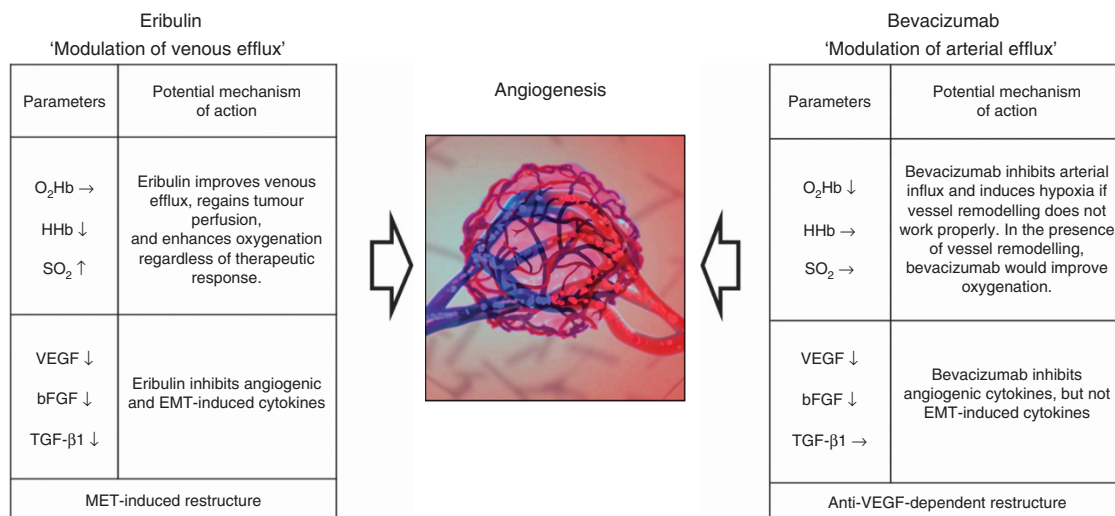 Eribulin
‘Modulation of venous efflux’
Parameters
Potential mechanism
of action
O₂Hb →
HHb ↓
SO₂ ↑
Eribulin improves venous
efflux, regains tumour
perfusion,
and enhances oxygenation
regardless of therapeutic
response.
VEGF ↓
bFGF ↓
TGF-β1 ↓
Eribulin inhibits angiogenic
and EMT-induced cytokines
MET-induced restructure
Angiogenesis
Bevacizumab
‘Modulation of arterial efflux’
Parameters
Potential mechanism
of action
O₂Hb ↓
HHb →
SO₂ →
Bevacizumab inhibits arterial
influx and induces hypoxia if
vessel remodelling does not
work properly. In the presence
of vessel remodelling,
bevacizumab would improve
oxygenation.
VEGF ↓
bFGF ↓
TGF-β1 →
Bevacizumab inhibits
angiogenic cytokines, but not
EMT-induced cytokines
Anti-VEGF-dependent restructure